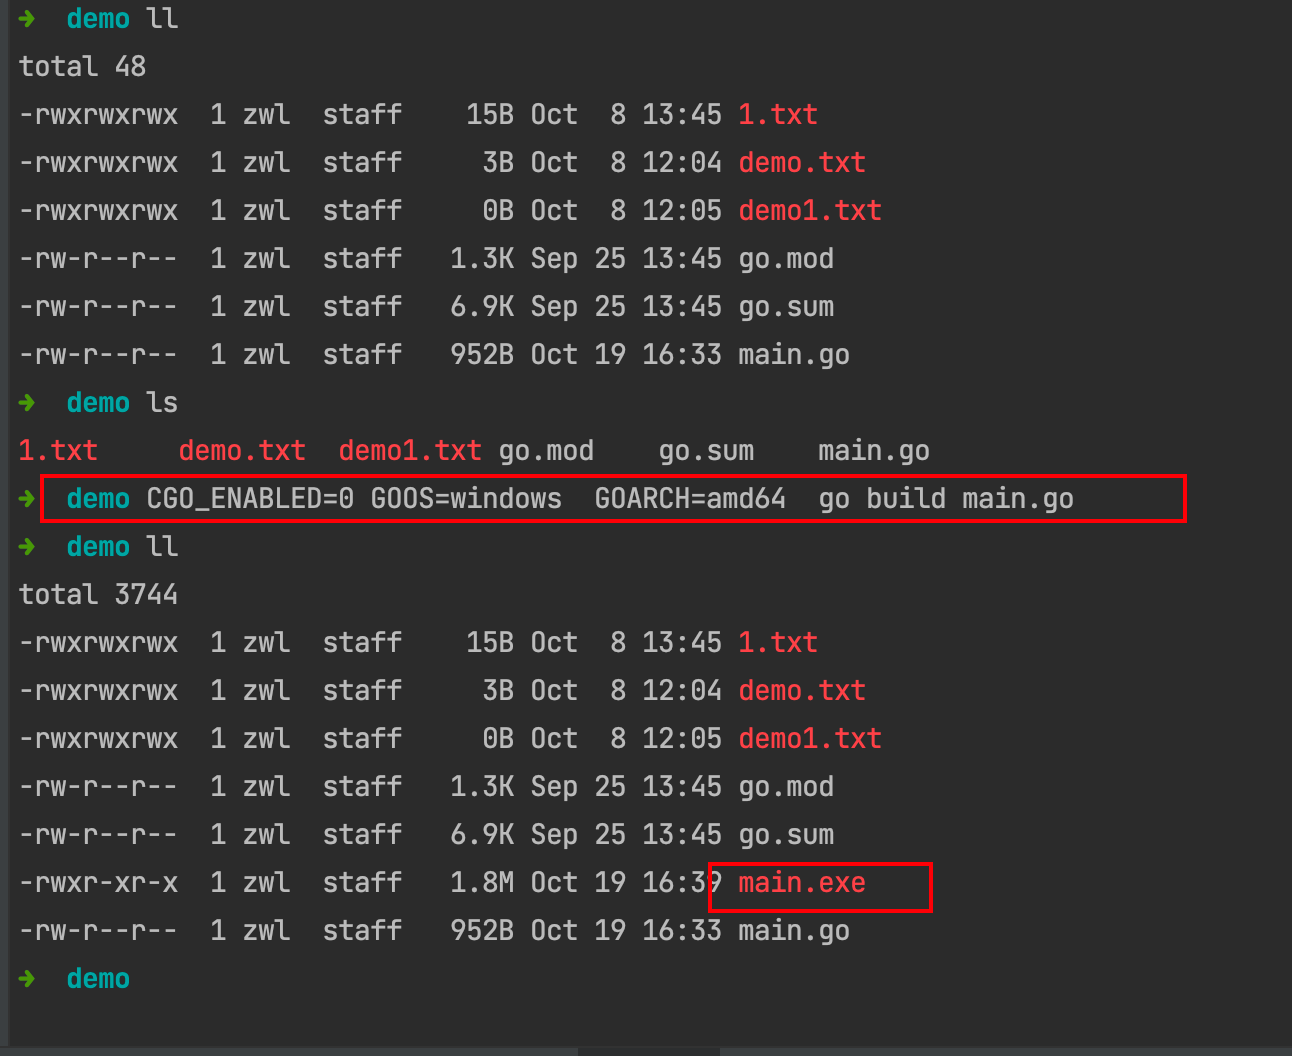 ➜  demo ll
total 48
-rwxrwxrwx  1 zwl  staff    15B Oct  8 13:45 1.txt
-rwxrwxrwx  1 zwl  staff     3B Oct  8 12:04 demo.txt
-rwxrwxrwx  1 zwl  staff     0B Oct  8 12:05 demo1.txt
-rw-r--r--  1 zwl  staff   1.3K Sep 25 13:45 go.mod
-rw-r--r--  1 zwl  staff   6.9K Sep 25 13:45 go.sum
-rw-r--r--  1 zwl  staff   952B Oct 19 16:33 main.go
➜  demo ls
1.txt     demo.txt  demo1.txt go.mod    go.sum    main.go
➜  demo CGO_ENABLED=0 GOOS=windows  GOARCH=amd64  go build main.go
➜  demo ll
total 3744
-rwxrwxrwx  1 zwl  staff    15B Oct  8 13:45 1.txt
-rwxrwxrwx  1 zwl  staff     3B Oct  8 12:04 demo.txt
-rwxrwxrwx  1 zwl  staff     0B Oct  8 12:05 demo1.txt
-rw-r--r--  1 zwl  staff   1.3K Sep 25 13:45 go.mod
-rw-r--r--  1 zwl  staff   6.9K Sep 25 13:45 go.sum
-rwxr-xr-x  1 zwl  staff   1.8M Oct 19 16:39 main.exe
-rw-r--r--  1 zwl  staff   952B Oct 19 16:33 main.go
➜  demo